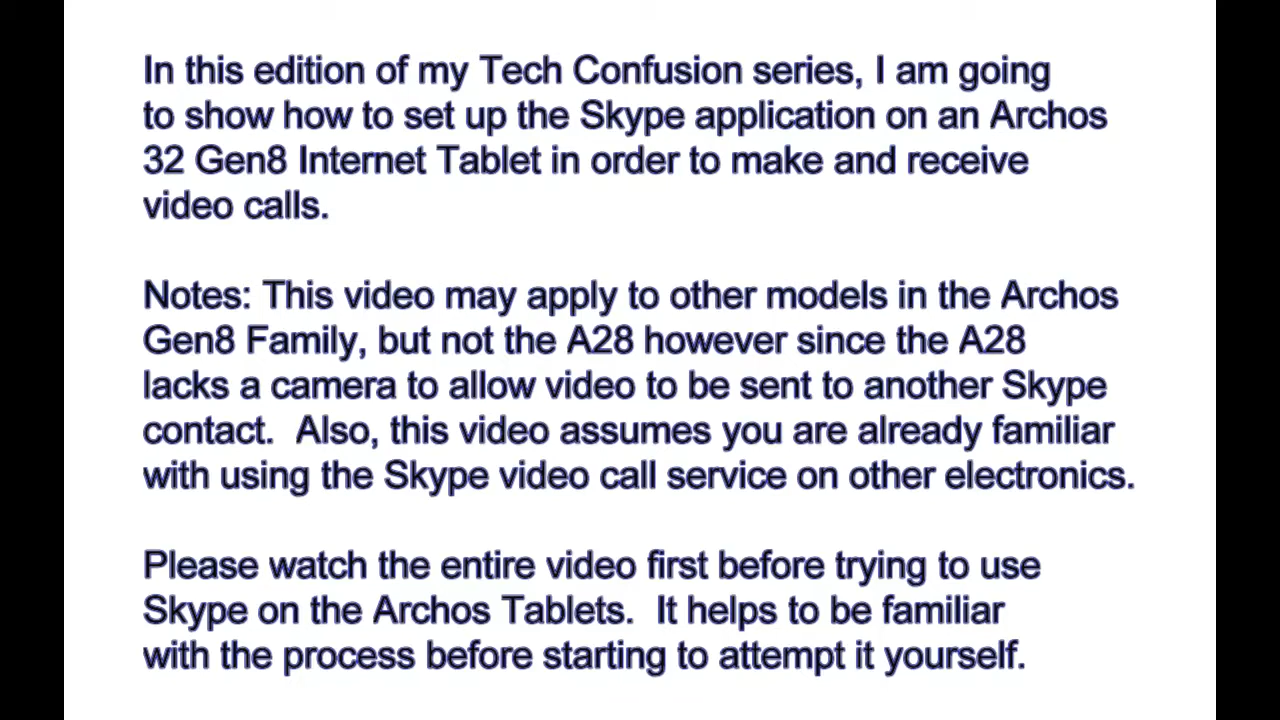 In this edition of my Tech Confusion series, I am going
to show how to set up the Skype application on an Archos
32 Gen8 Internet Tablet in order to make and receive
video calls.
Notes: This video may apply to other models in the Archos
Gen8 Family, but not the A28 however since the A28
lacks a camera to allow video to be sent to another Skype
contact.  Also, this video assumes you are already familiar
with using the Skype video call service on other electronics.
Please watch the entire video first before trying to use
Skype on the Archos Tablets.  It helps to be familiar
with the process before starting to attempt it yourself.